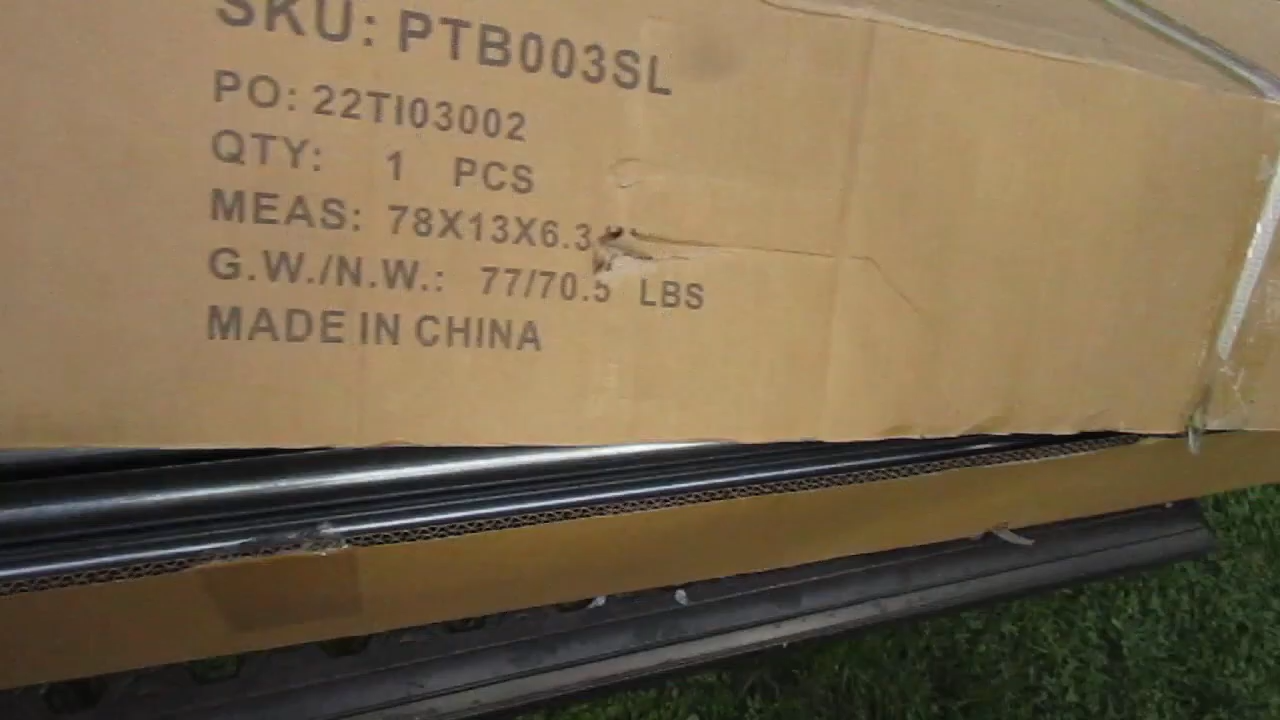 SKU: PTB003SL
PO: 22TI03002
QTY: 1 PCS
MEAS: 78X13X6.3
G.W./N.W.: 77/70.5 LBS
MADE IN CHINA